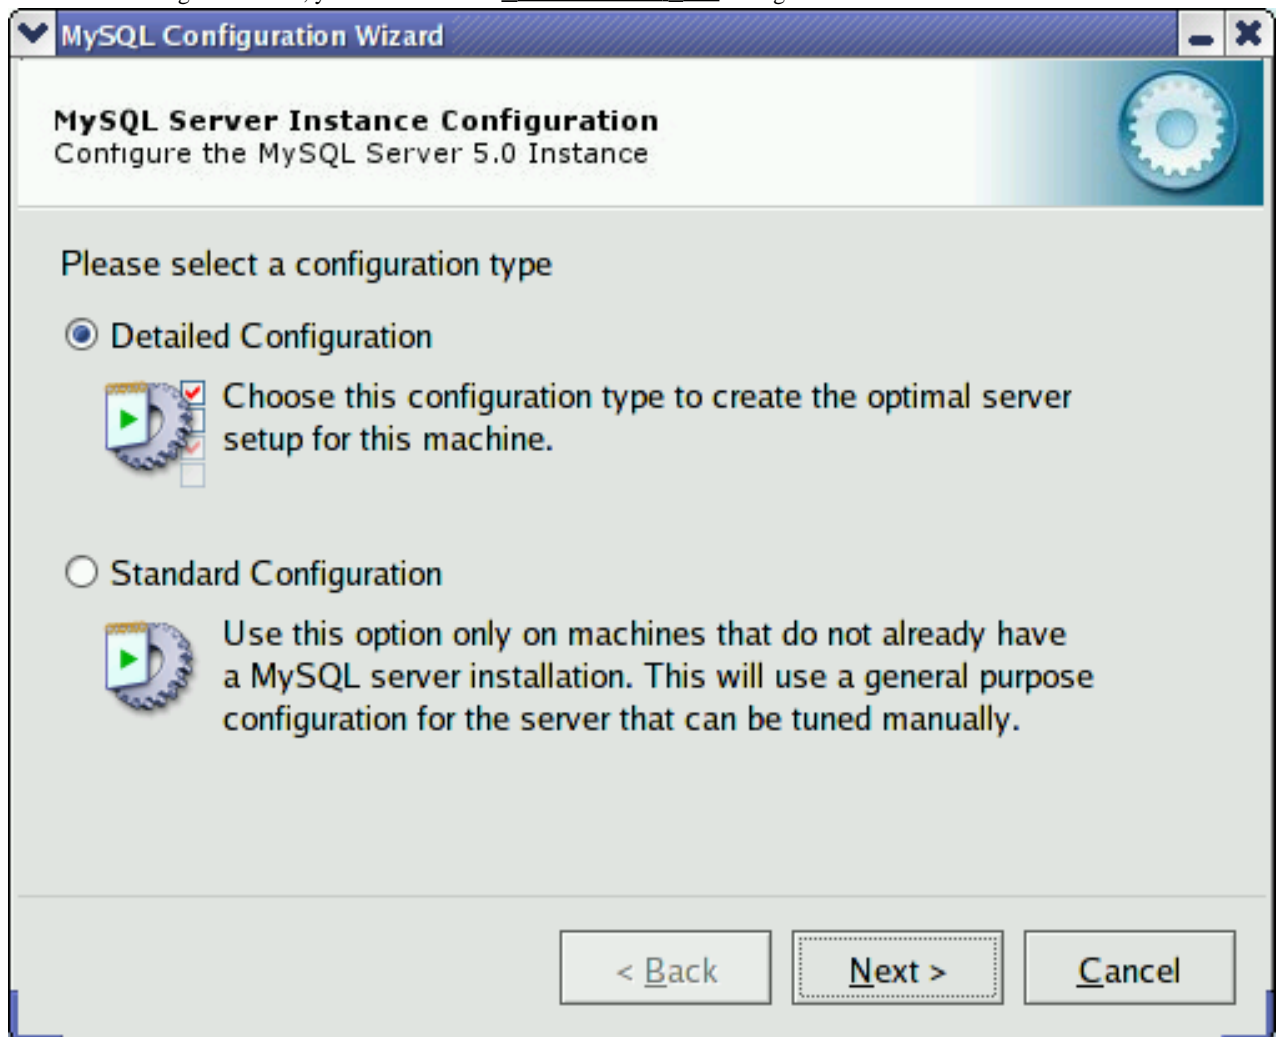 MySQL Configuration Wizard
MySQL Server Instance Configuration
Configure the MySQL Server 5.0 Instance
Please select a configuration type
Detailed Configuration
Choose this configuration type to create the optimal server
setup for this machine.
Standard Configuration
Use this option only on machines that do not already have
a MySQL server installation. This will use a general purpose
configuration for the server that can be tuned manually.
< Back
Next >
Cancel